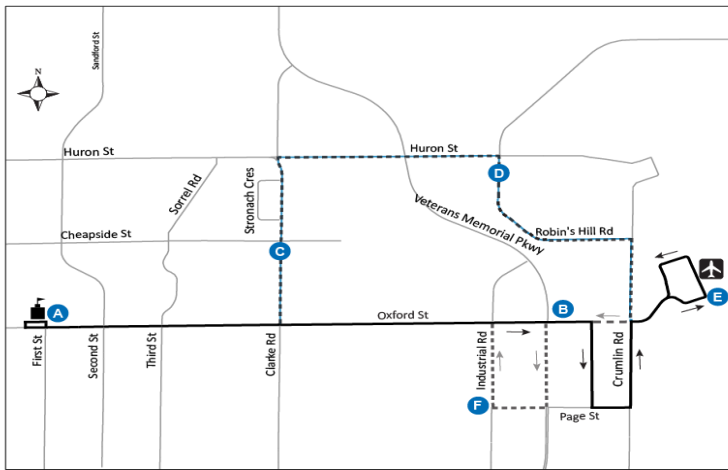 Sandford St
N
Huron St
Huron St
D
Sorrel Rd
Stronach Cres
Veterans Memorial Pkwy
Robin's Hill Rd
Cheapside St
C
A
B
E
Oxford St
First St
Second St
Third St
Clarke Rd
Industrial Rd
Crumlin Rd
F
Page St